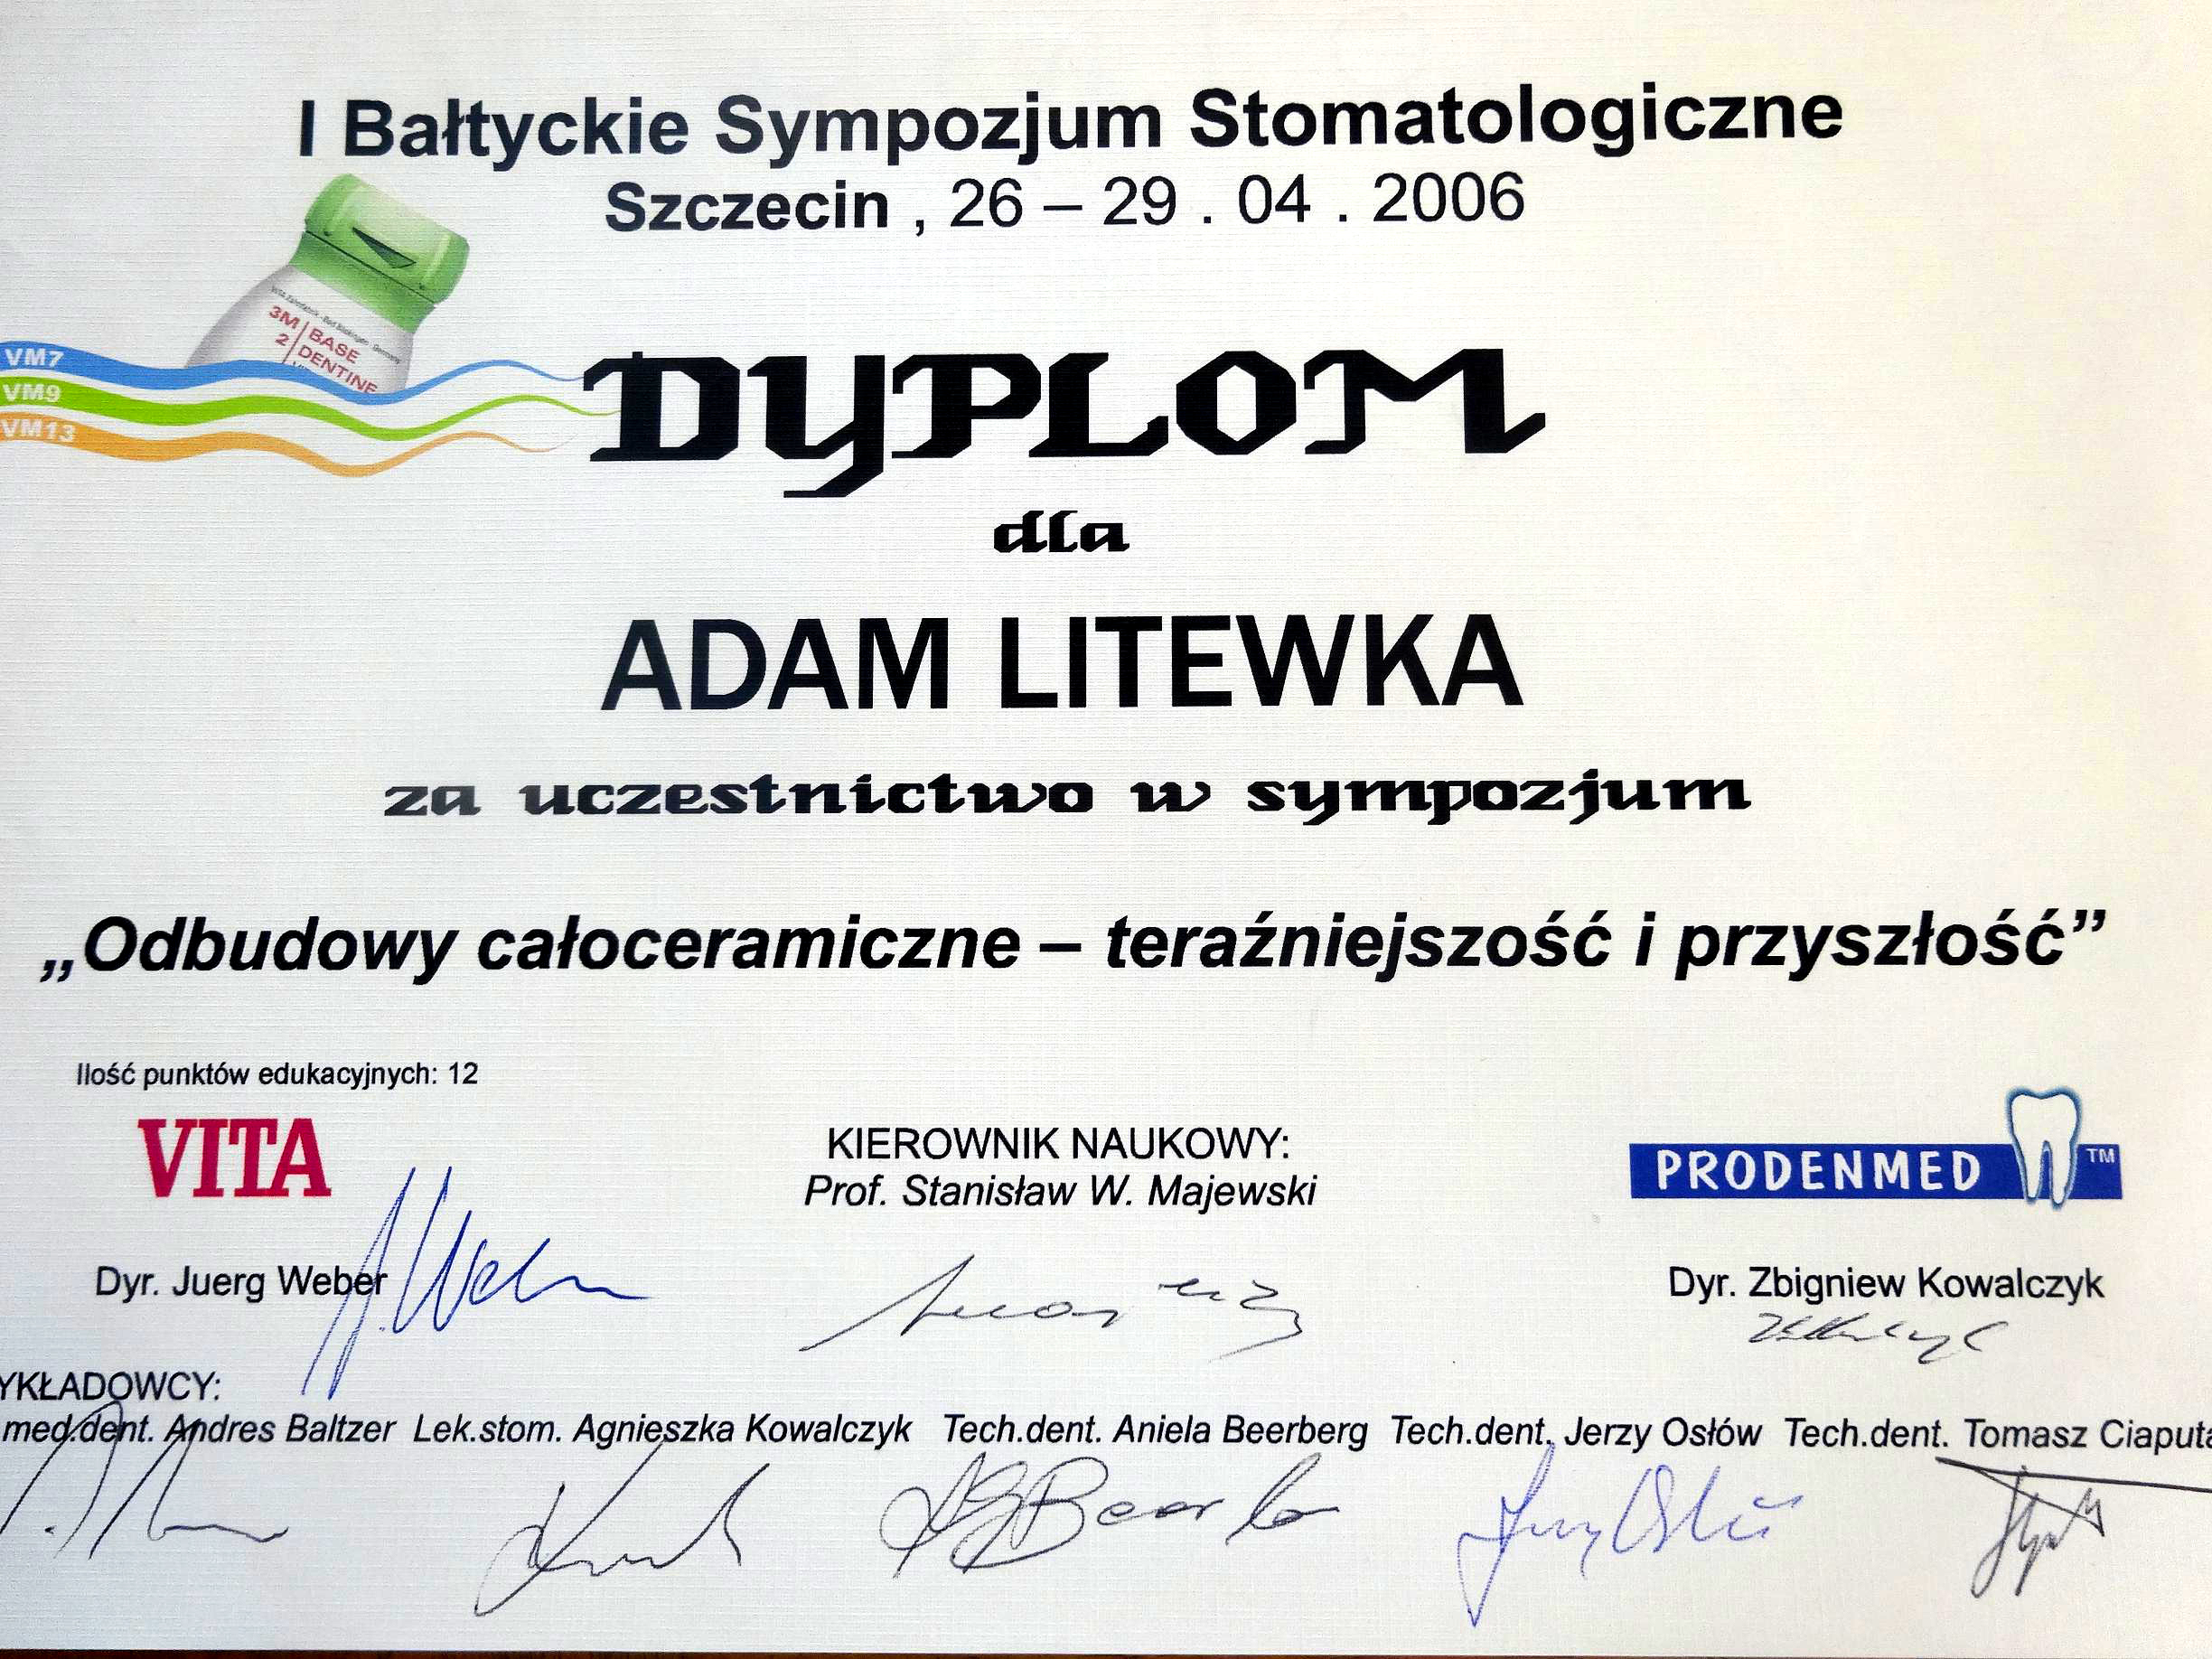 I Bałtyckie Sympozjum Stomatologiczne
Szczecin , 26 – 29 . 04 . 2006
3M BASE
2 DENTINE
VM7
VM9
VM13
DYPLOM
dla
ADAM LITEWKA
za uczestnictwo w sympozjum
„Odbudowy całoceramiczne – teraźniejszość i przyszłość”
Ilość punktów edukacyjnych: 12
VITA
KIEROWNIK NAUKOWY:
Prof. Stanisław W. Majewski
PRODENMED TM
Dyr. Juerg Weber
Dyr. Zbigniew Kowalczyk
YKŁADOWCY:
med.dent. Andres Baltzer Lek.stom. Agnieszka Kowalczyk Tech.dent. Aniela Beerberg Tech.dent. Jerzy Osłów Tech.dent. Tomasz Ciaputa